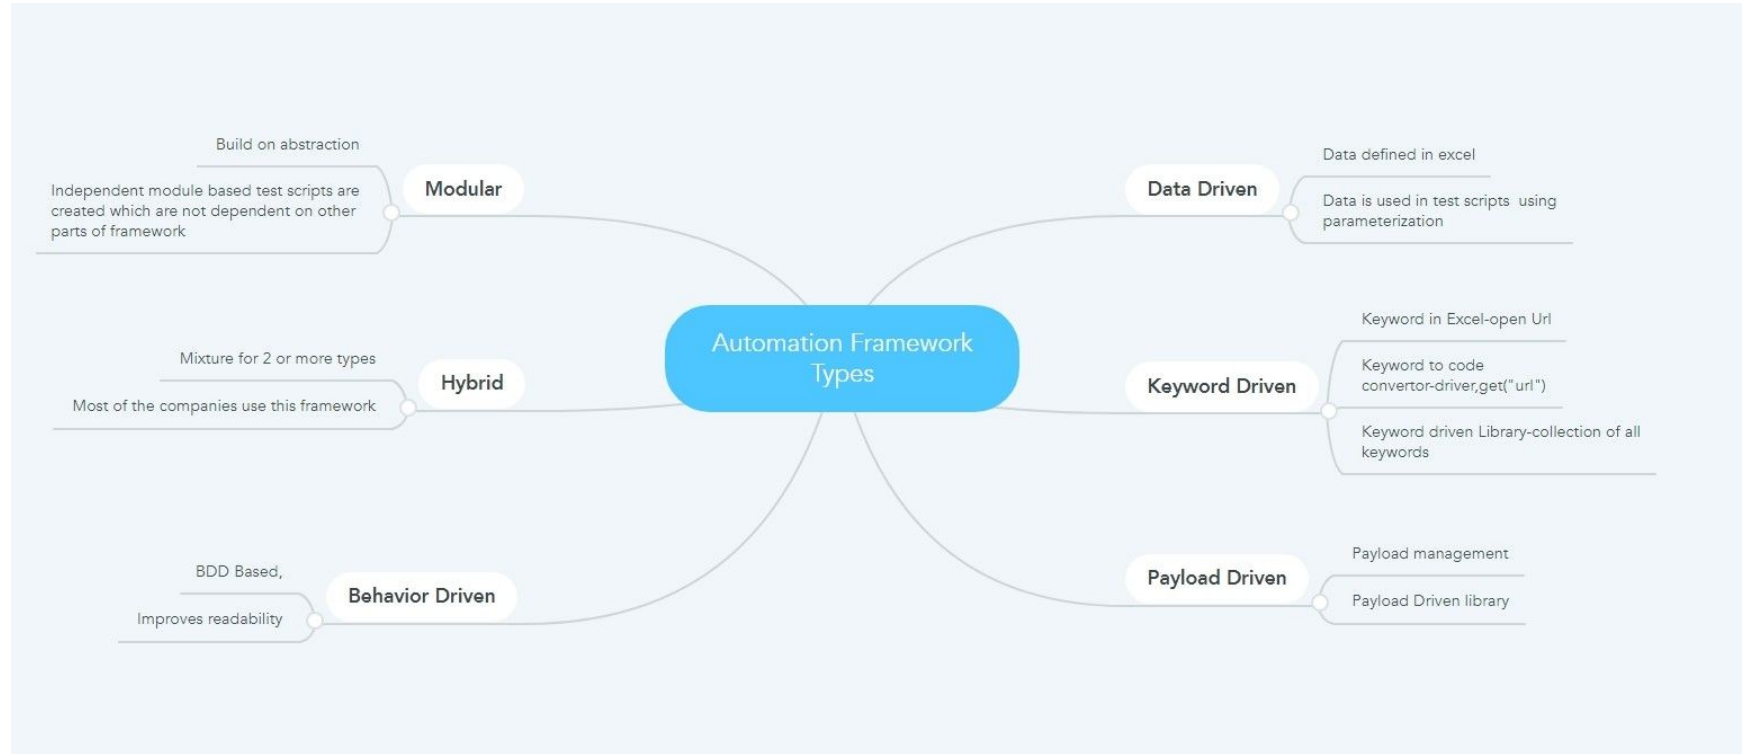 Automation Framework
Types
Modular
Build on abstraction
Independent module based test scripts are
created which are not dependent on other
parts of framework
Hybrid
Mixture for 2 or more types
Most of the companies use this framework
Behavior Driven
BDD Based,
Improves readability
Data Driven
Data defined in excel
Data is used in test scripts using
parameterization
Keyword Driven
Keyword in Excel-open Url
Keyword to code
convertor-driver,get("url")
Keyword driven Library-collection of all
keywords
Payload Driven
Payload management
Payload Driven library